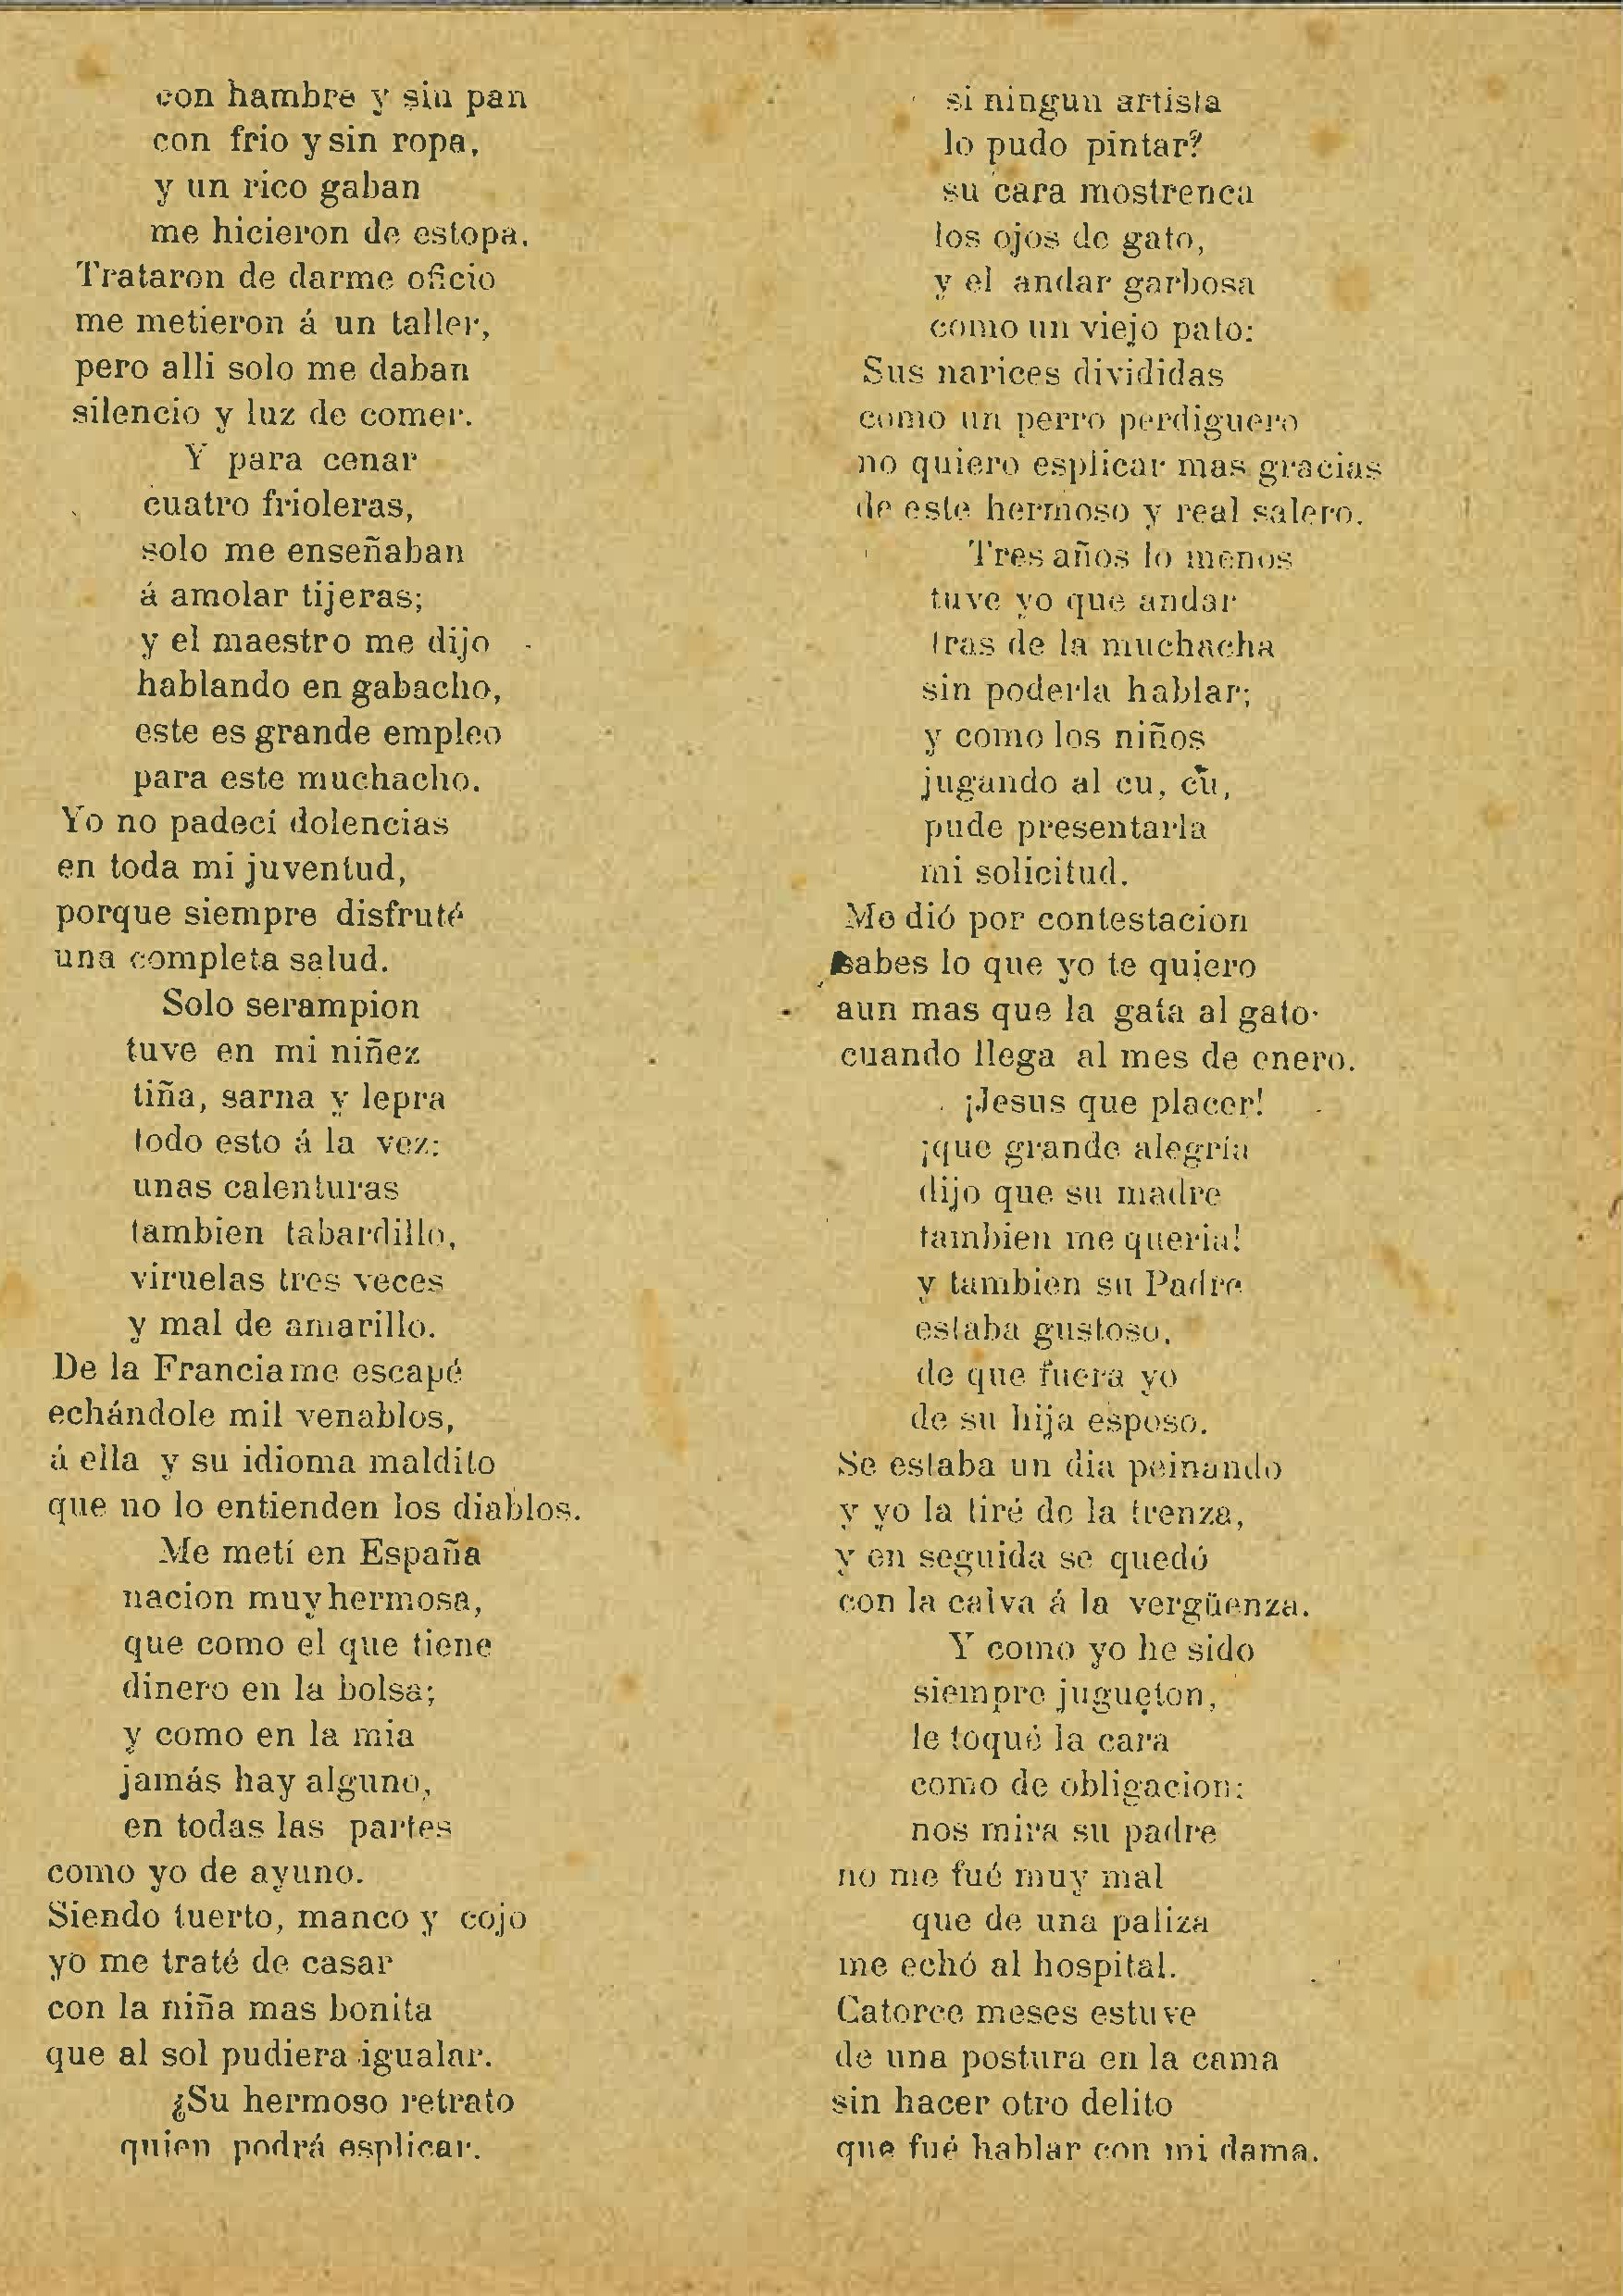 con hambre y sin pan
con frio y sin ropa,
y un rico gaban
me hicieron de estopa.
Trataron de darme oficio
me metieron á un taller,
pero alli solo me daban
silencio y luz de comer.
Y para cenar
cuatro frioleras,
solo me enseñaban
á amolar tijeras;
y el maestro me dijo
hablando en gabacho,
este es grande empleo
para este muchacho.
Yo no padecí dolencias
en toda mi juventud,
porque siempre disfruté
una completa salud.
Solo serampion
tuve en mi niñez
tiña, sarna y lepra
todo esto á la vez:
unas calenturas
tambien tabardillo,
viruelas tres veces
y mal de amarillo.
De la Francia me escapé
echándole mil venablos,
á ella y su idioma maldito
que no lo entienden los diablos.
Me metí en España
nacion muy hermosa,
que como el que tiene
dinero en la bolsa;
y como en la mia
jamás hay alguno,
en todas las partes
como yo de ayuno.
Siendo tuerto, manco y cojo
yo me traté de casar
con la niña mas bonita
que al sol pudiera igualar.
¿Su hermoso retrato
quien podrá esplicar.
si ningun artista
lo pudo pintar?
su cara mostrenca
los ojos de gato,
y el andar garbosa
como un viejo pato:
Sus narices divididas
como un perro perdiguero
no quiero esplicar mas gracias
de este hermoso y real salero.
Tres años lo menos
tuve yo que andar
tras de la muchacha
sin poderla hablar;
y como los niños
jugando al cu, cu,
pude presentarla
mi solicitud.
Me dió por contestacion
sabes lo que yo te quiero
aun mas que la gata al gato
cuando llega al mes de enero.
¡Jesus que placer!
¡que grande alegría
dijo que su madre
tambien me queria!
y tambien su Padre
estaba gustoso,
de que fuera yo
de su hija esposo.
Se estaba un dia peinando
y yo la tiré de la trenza,
y en seguida se quedó
con la calva á la vergüenza.
Y como yo he sido
siempre jugueton,
le toqué la cara
como de obligacion:
nos mira su padre
no me fué muy mal
que de una paliza
me echó al hospital.
Catorce meses estuve
de una postura en la cama
sin hacer otro delito
que fué hablar con mi dama.